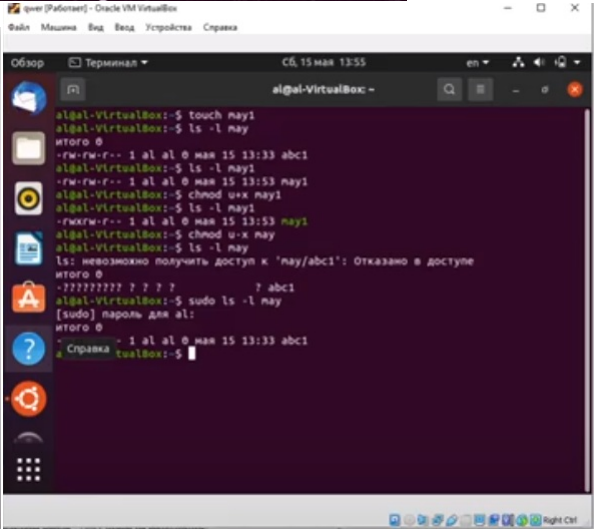 qwer [Работает] - Oracle VM VirtualBox
Файл Машина Вид Ввод Устройства Справка
Обзор Терминал Сб, 15 мая 13:55 en
al@al-VirtualBox: ~
al@al-VirtualBox:~$ touch may1
al@al-VirtualBox:~$ ls -l may
итого 0
-rw-rw-r-- 1 al al 0 мая 15 13:33 abc1
al@al-VirtualBox:~$ ls -l may1
-rw-rw-r-- 1 al al 0 мая 15 13:53 may1
al@al-VirtualBox:~$ chmod u+x may1
al@al-VirtualBox:~$ ls -l may1
-rwxrw-r-- 1 al al 0 мая 15 13:53 may1
al@al-VirtualBox:~$ chmod u-x may
al@al-VirtualBox:~$ ls -l may
ls: невозможно получить доступ к 'may/abc1': Отказано в доступе
итого 0
-????????? ? ? ? ? ? abc1
al@al-VirtualBox:~$ sudo ls -l may
[sudo] пароль для al:
итого 0
- -- 1 al al 0 мая 15 13:33 abc1
Справка
a tualBox:~$
Right Ctrl